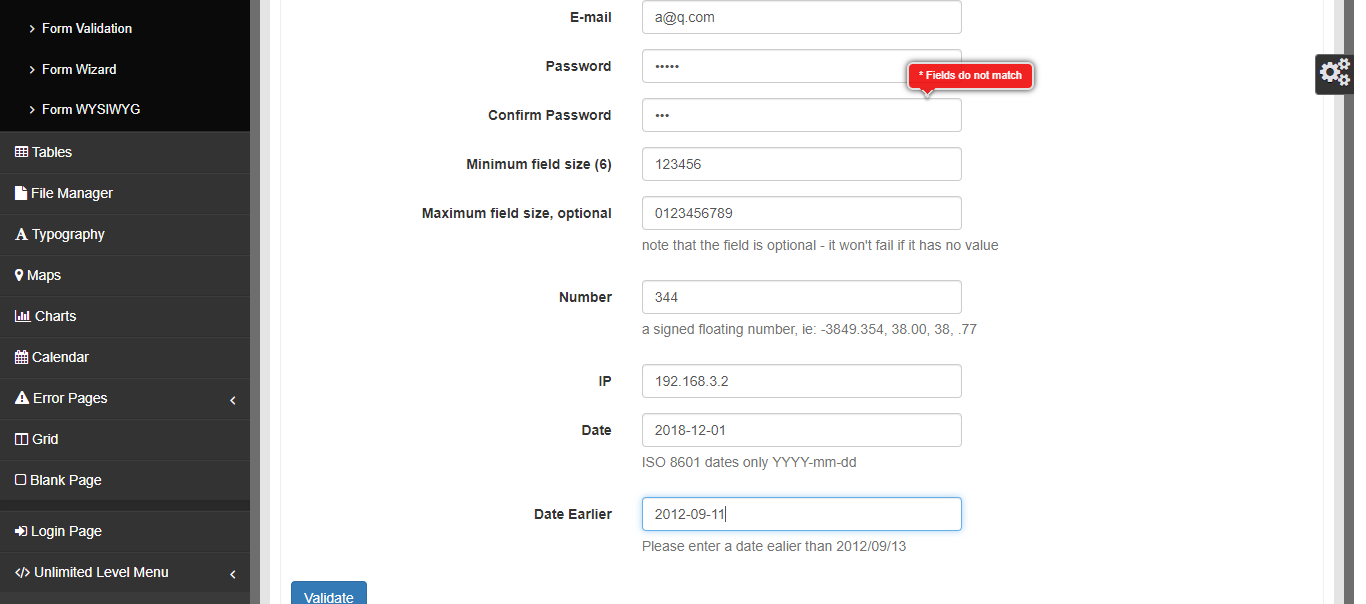 Form Validation
Form Wizard
Form WYSIWYG
Tables
File Manager
Typography
Maps
Charts
Calendar
Error Pages
Grid
Blank Page
Login Page
Unlimited Level Menu
E-mail
a@q.com
Password
•••••
* Fields do not match
Confirm Password
•••
Minimum field size (6)
123456
Maximum field size, optional
0123456789
note that the field is optional - it won't fail if it has no value
Number
344
a signed floating number, ie: -3849.354, 38.00, 38, .77
IP
192.168.3.2
Date
2018-12-01
ISO 8601 dates only YYYY-mm-dd
Date Earlier
2012-09-11
Please enter a date ealier than 2012/09/13
Validate